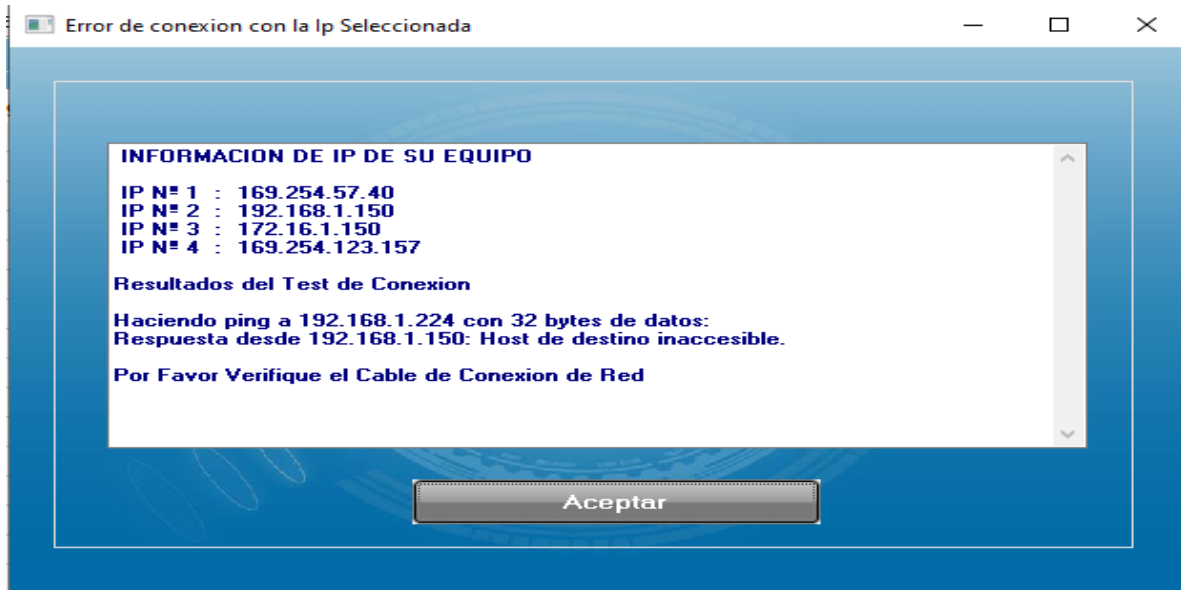 Error de conexion con la Ip Seleccionada
INFORMACION DE IP DE SU EQUIPO
IP Nº 1 : 169.254.57.40
IP Nº 2 : 192.168.1.150
IP Nº 3 : 172.16.1.150
IP Nº 4 : 169.254.123.157
Resultados del Test de Conexion
Haciendo ping a 192.168.1.224 con 32 bytes de datos:
Respuesta desde 192.168.1.150: Host de destino inaccesible.
Por Favor Verifique el Cable de Conexion de Red
Aceptar